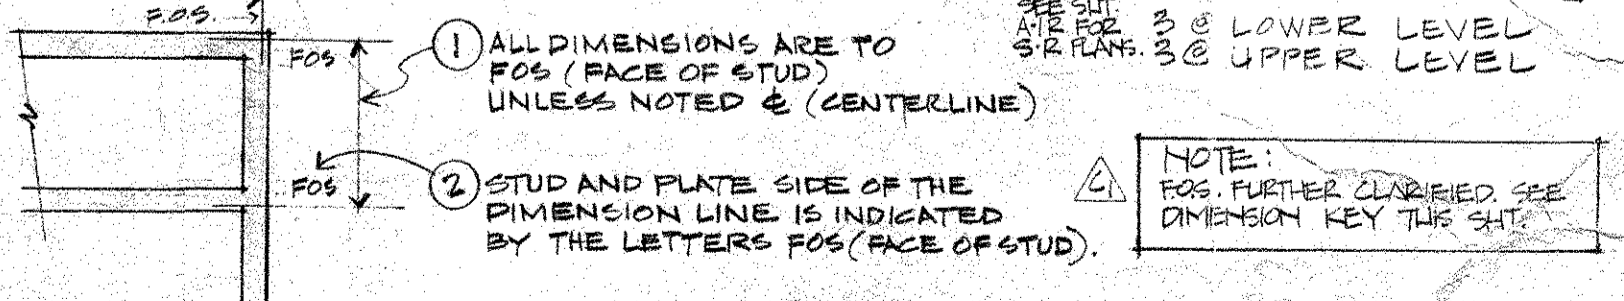 F.O.S.
FOS
FOS
1 ALL DIMENSIONS ARE TO
FOS (FACE OF STUD)
UNLESS NOTED ℄ (CENTERLINE)
2 STUD AND PLATE SIDE OF THE
DIMENSION LINE IS INDICATED
BY THE LETTERS FOS (FACE OF STUD).
SEE SHT.
A-12 FOR
S-R PLANS.
3 @ LOWER LEVEL
3 @ UPPER LEVEL
NOTE:
F.O.S. FURTHER CLARIFIED. SEE
DIMENSION KEY THIS SHT.